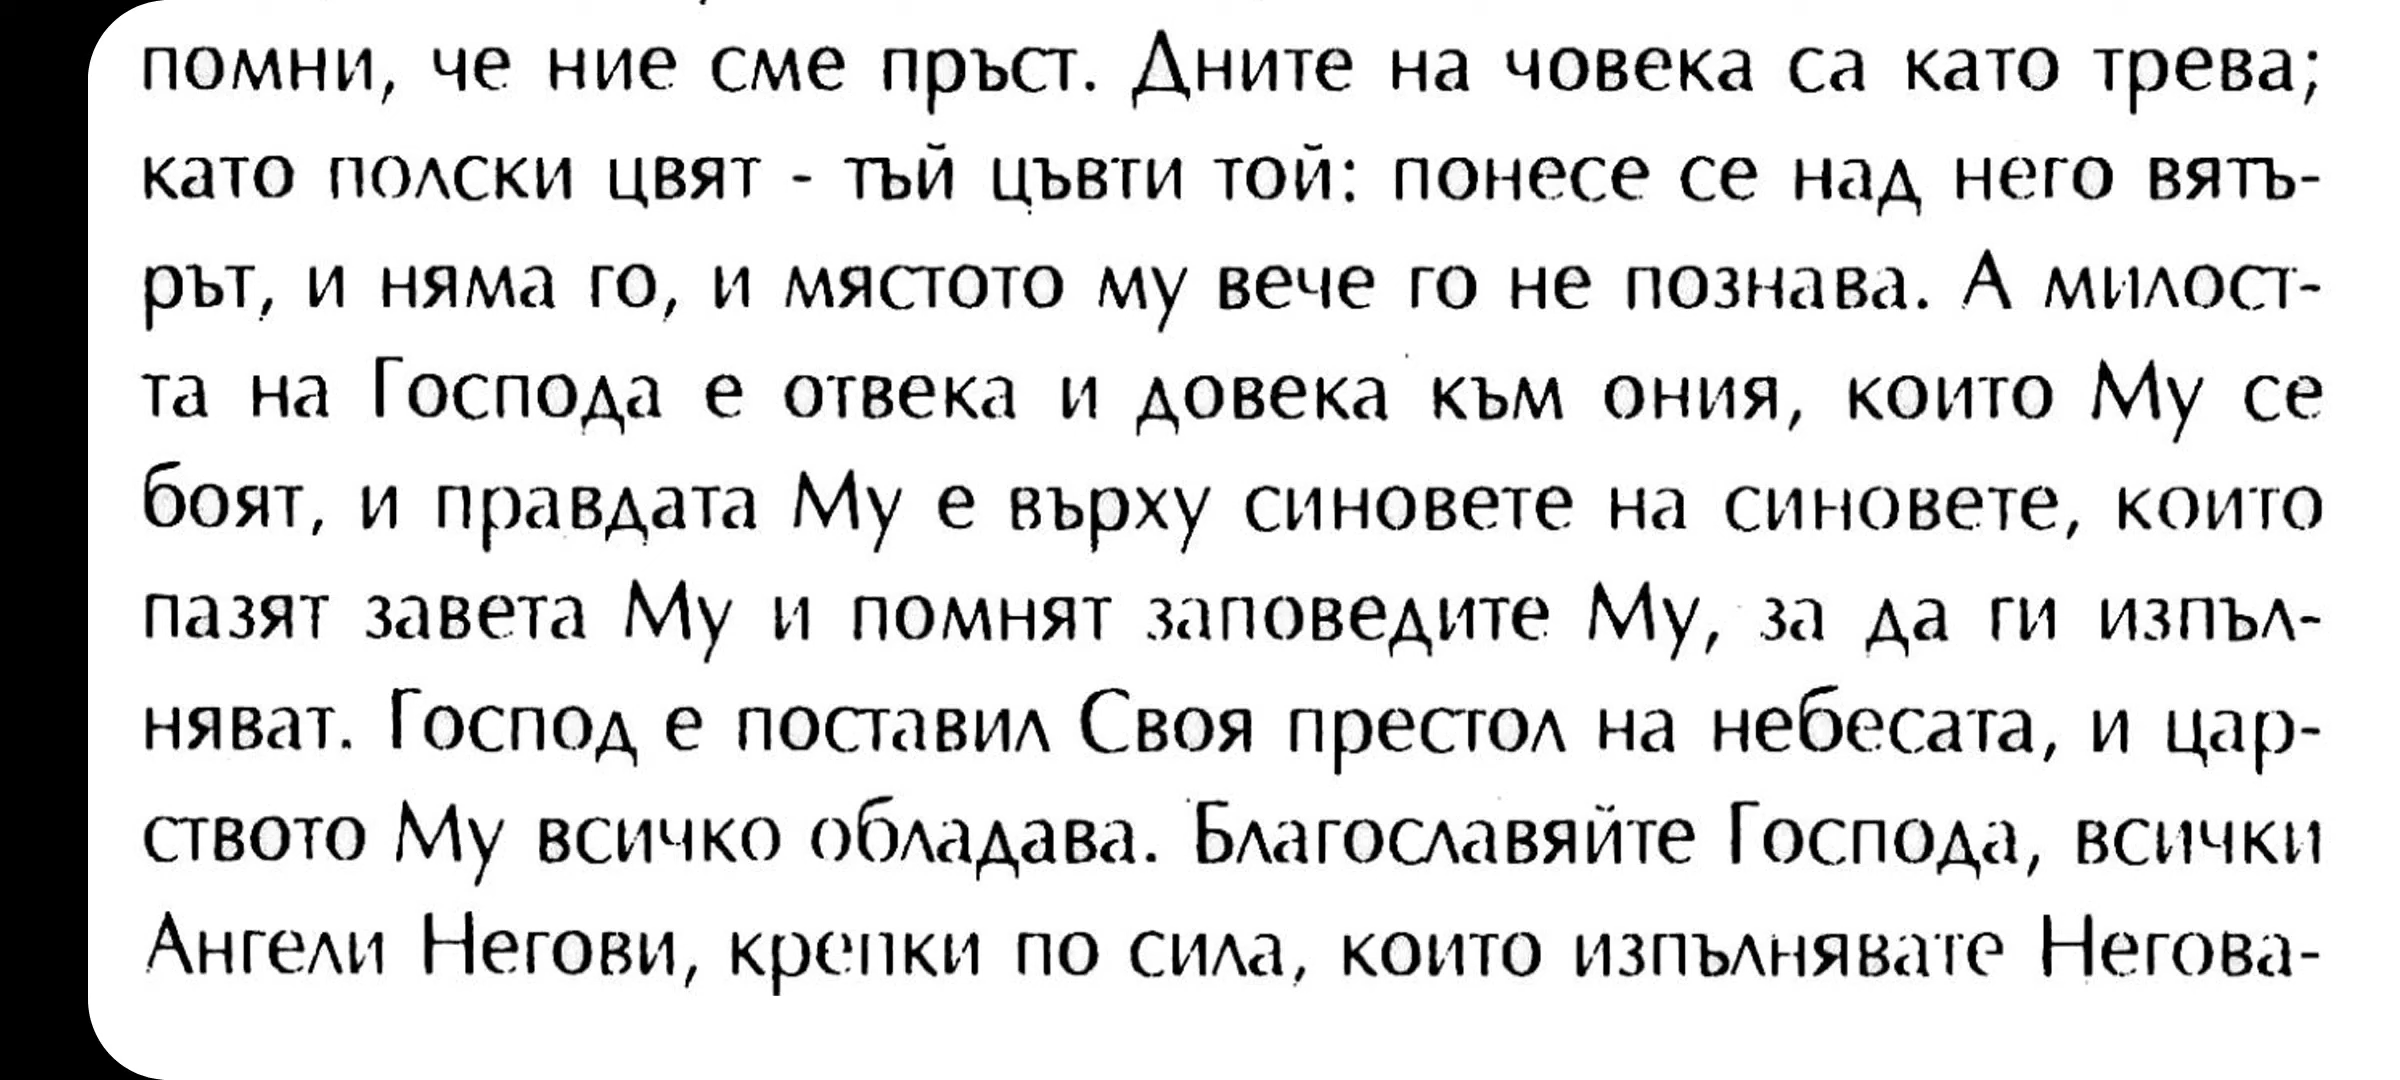 помни, че ние сме пръст. Дните на човека са като трева;
като полски цвят - тъй цъвти той: понесе се над него вятъ-
рът, и няма го, и мястото му вече го не познава. А милост-
та на Господа е отвека и довека към ония, които Му се
боят, и правдата Му е върху синовете на синовете, които
пазят завета Му и помнят заповедите Му, за да ги изпъл-
няват. Господ е поставил Своя престол на небесата, и цар-
ството Му всичко обладава. Благославяйте Господа, всички
Ангели Негови, крепки по сила, които изпълнявате Негова-